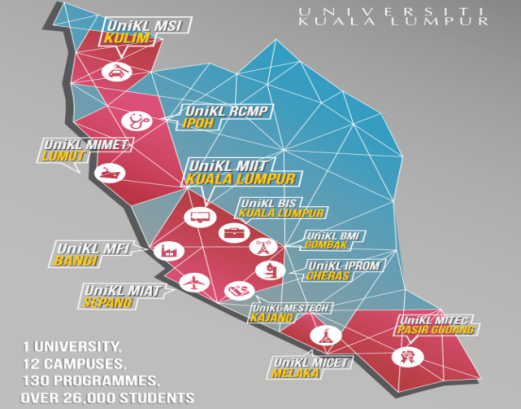 UNIVERSITI
KUALA LUMPUR
UniKL MSI
KULIM
UniKL RCMP
IPOH
UniKL MIMET
LUMUT
UniKL MIIT
KUALA LUMPUR
UniKL BIS
KUALA LUMPUR
UniKL BMI
GOMBAK
UniKL MFI
BANGI
UniKL IPROM
CHERAS
UniKL MIAT
SEPANG
UniKL MESTECH
KAJANG
UniKL MITEC
PASIR GUDANG
UniKL MICET
MELAKA
1 UNIVERSITY,
12 CAMPUSES,
130 PROGRAMMES,
OVER 26,000 STUDENTS